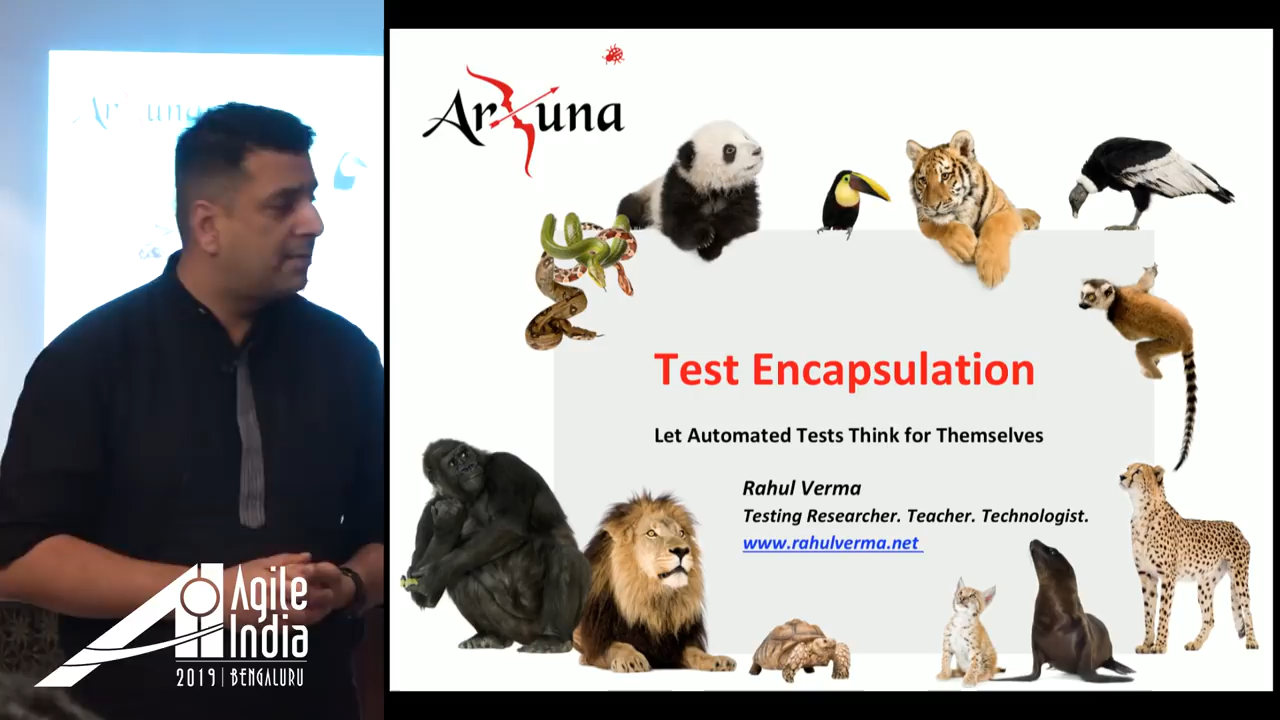 Arjuna
Test Encapsulation
Let Automated Tests Think for Themselves
Rahul Verma
Testing Researcher. Teacher. Technologist.
www.rahulverma.net
Agile
India
2019 | BENGALURU